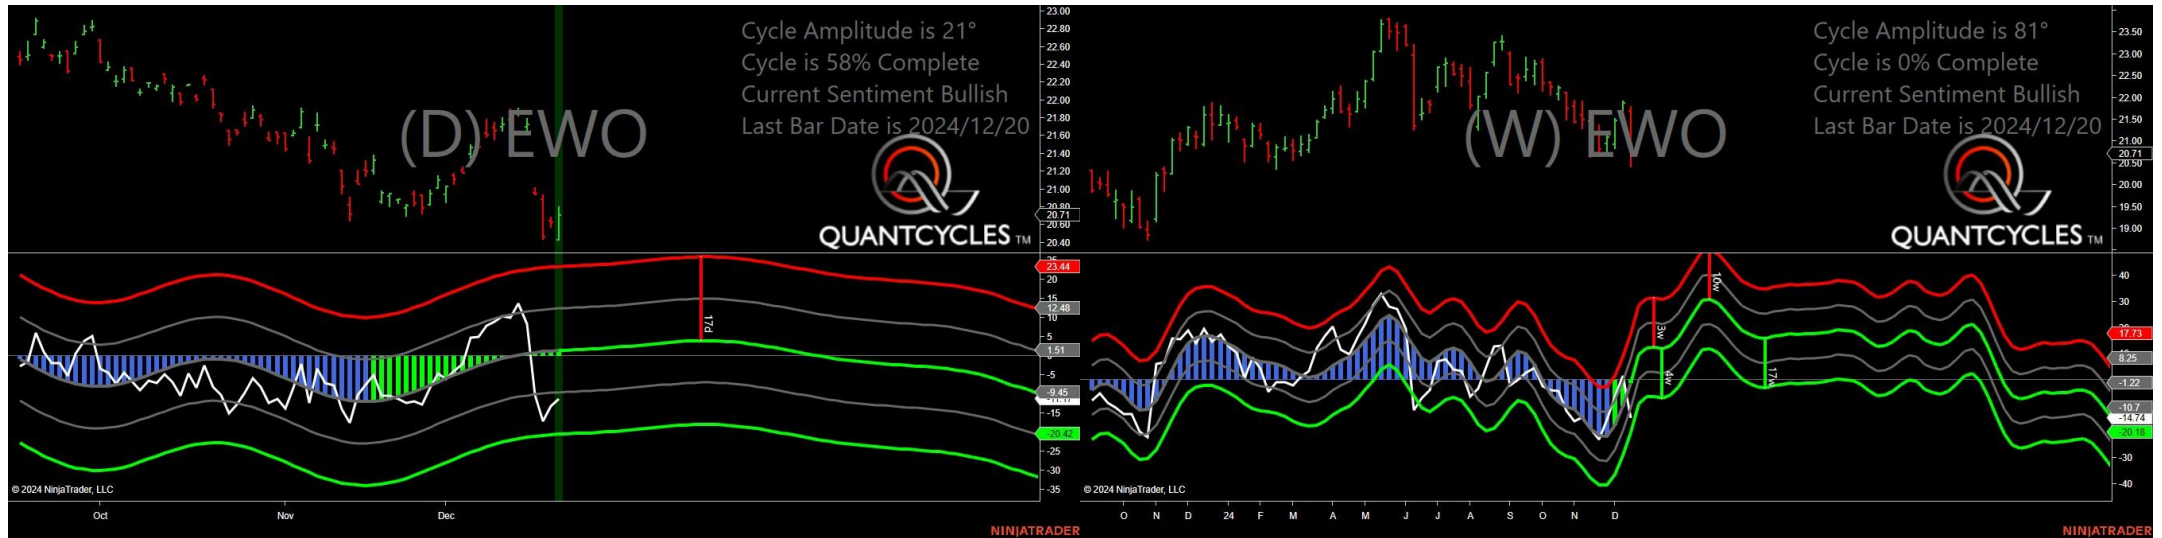 (D) EWO
Cycle Amplitude is 21°
Cycle is 58% Complete
Current Sentiment Bullish
Last Bar Date is 2024/12/20
QUANTCYCLES TM
23.00
22.80
22.60
22.40
22.20
22.00
21.80
21.60
21.40
21.20
21.00
20.80
20.71
20.60
20.40
17d
25
23.44
20
15
12.48
10
5
1.51
-5
-9.45
-11.17
-15
-20.42
-25
-30
-35
© 2024 NinjaTrader, LLC
Oct Nov Dec
NINJATRADER
(W) EWO
Cycle Amplitude is 81°
Cycle is 0% Complete
Current Sentiment Bullish
Last Bar Date is 2024/12/20
QUANTCYCLES TM
23.50
23.00
22.50
22.00
21.50
21.00
20.71
20.50
20.00
19.50
19.00
3w
4w
10w
17w
40
30
17.73
8.25
-1.22
-10.7
-14.74
-20.18
-30
-40
© 2024 NinjaTrader, LLC
O N D 24 F M A M J J A S O N D
NINJATRADER